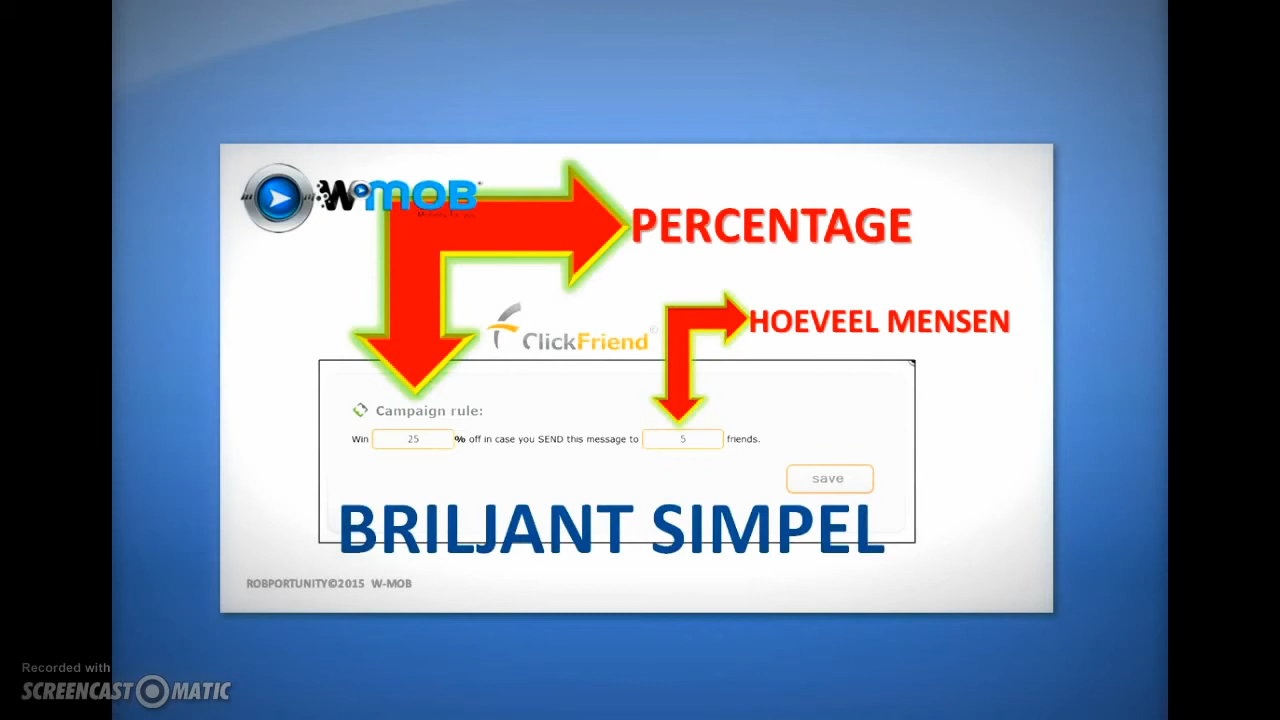 W-MOB
PERCENTAGE
HOEVEEL MENSEN
ClickFriend
Campaign rule:
Win 25 % off in case you SEND this message to 5 friends.
save
BRILJANT SIMPEL
ROBPORTUNITY©2015 W-MOB
Recorded with
SCREENCAST MATIC